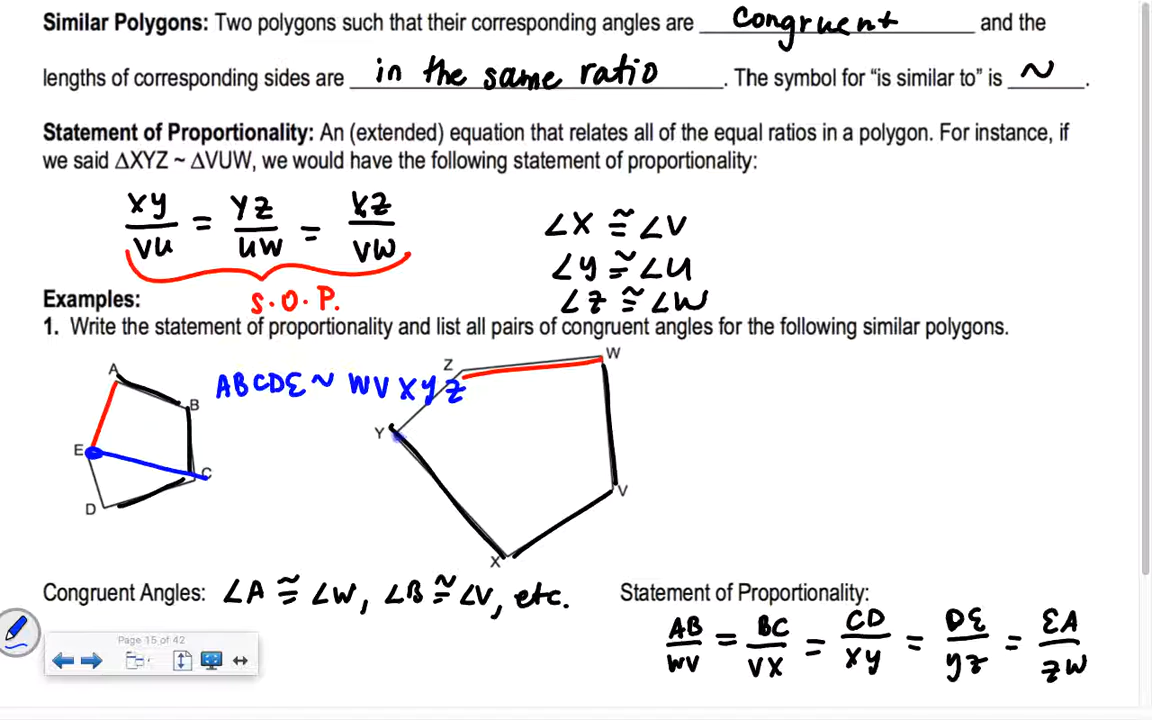 Similar Polygons: Two polygons such that their corresponding angles are congruent and the
lengths of corresponding sides are in the same ratio. The symbol for “is similar to” is ~.
Statement of Proportionality: An (extended) equation that relates all of the equal ratios in a polygon. For instance, if
we said ΔXYZ ~ ΔVUW, we would have the following statement of proportionality:
XY/VU = YZ/UW = XZ/VW
∠X ≅ ∠V
∠Y ≅ ∠U
∠Z ≅ ∠W
S.O.P.
Examples:
1. Write the statement of proportionality and list all pairs of congruent angles for the following similar polygons.
ABCDE ~ WVXYZ
A
B
C
D
E
Z
W
Y
V
X
Congruent Angles: ∠A ≅ ∠W, ∠B ≅ ∠V, etc.
Statement of Proportionality:
AB/WV = BC/VX = CD/XY = DE/YZ = EA/ZW
Page 15 of 42